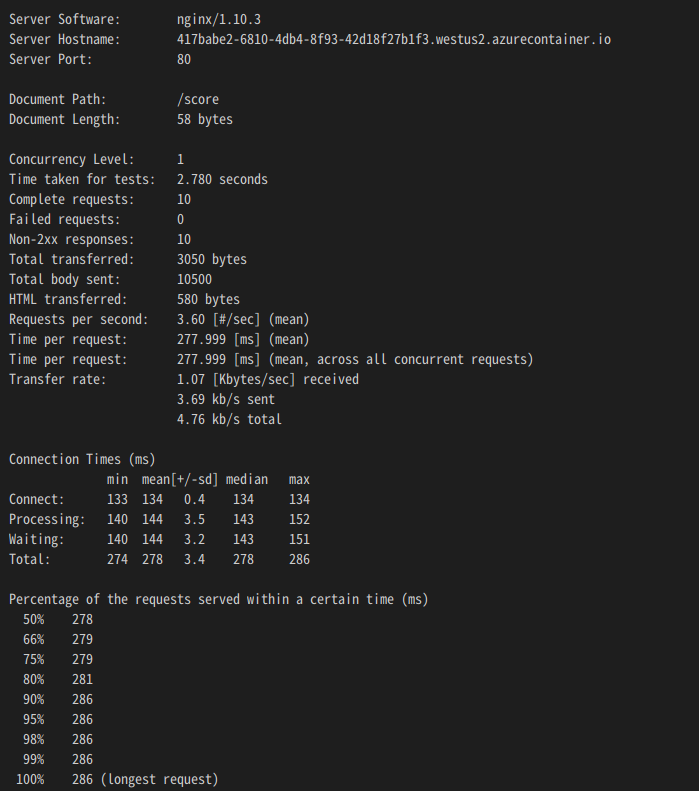 Server Software:        nginx/1.10.3
Server Hostname:        417babe2-6810-4db4-8f93-42d18f27b1f3.westus2.azurecontainer.io
Server Port:            80

Document Path:          /score
Document Length:        58 bytes

Concurrency Level:      1
Time taken for tests:   2.780 seconds
Complete requests:      10
Failed requests:        0
Non-2xx responses:      10
Total transferred:      3050 bytes
Total body sent:        10500
HTML transferred:       580 bytes
Requests per second:    3.60 [#/sec] (mean)
Time per request:       277.999 [ms] (mean)
Time per request:       277.999 [ms] (mean, across all concurrent requests)
Transfer rate:          1.07 [Kbytes/sec] received
                        3.69 kb/s sent
                        4.76 kb/s total

Connection Times (ms)
              min  mean[+/-sd] median   max
Connect:      133  134   0.4    134     134
Processing:   140  144   3.5    143     152
Waiting:      140  144   3.2    143     151
Total:        274  278   3.4    278     286

Percentage of the requests served within a certain time (ms)
  50%    278
  66%    279
  75%    279
  80%    281
  90%    286
  95%    286
  98%    286
  99%    286
 100%    286 (longest request)